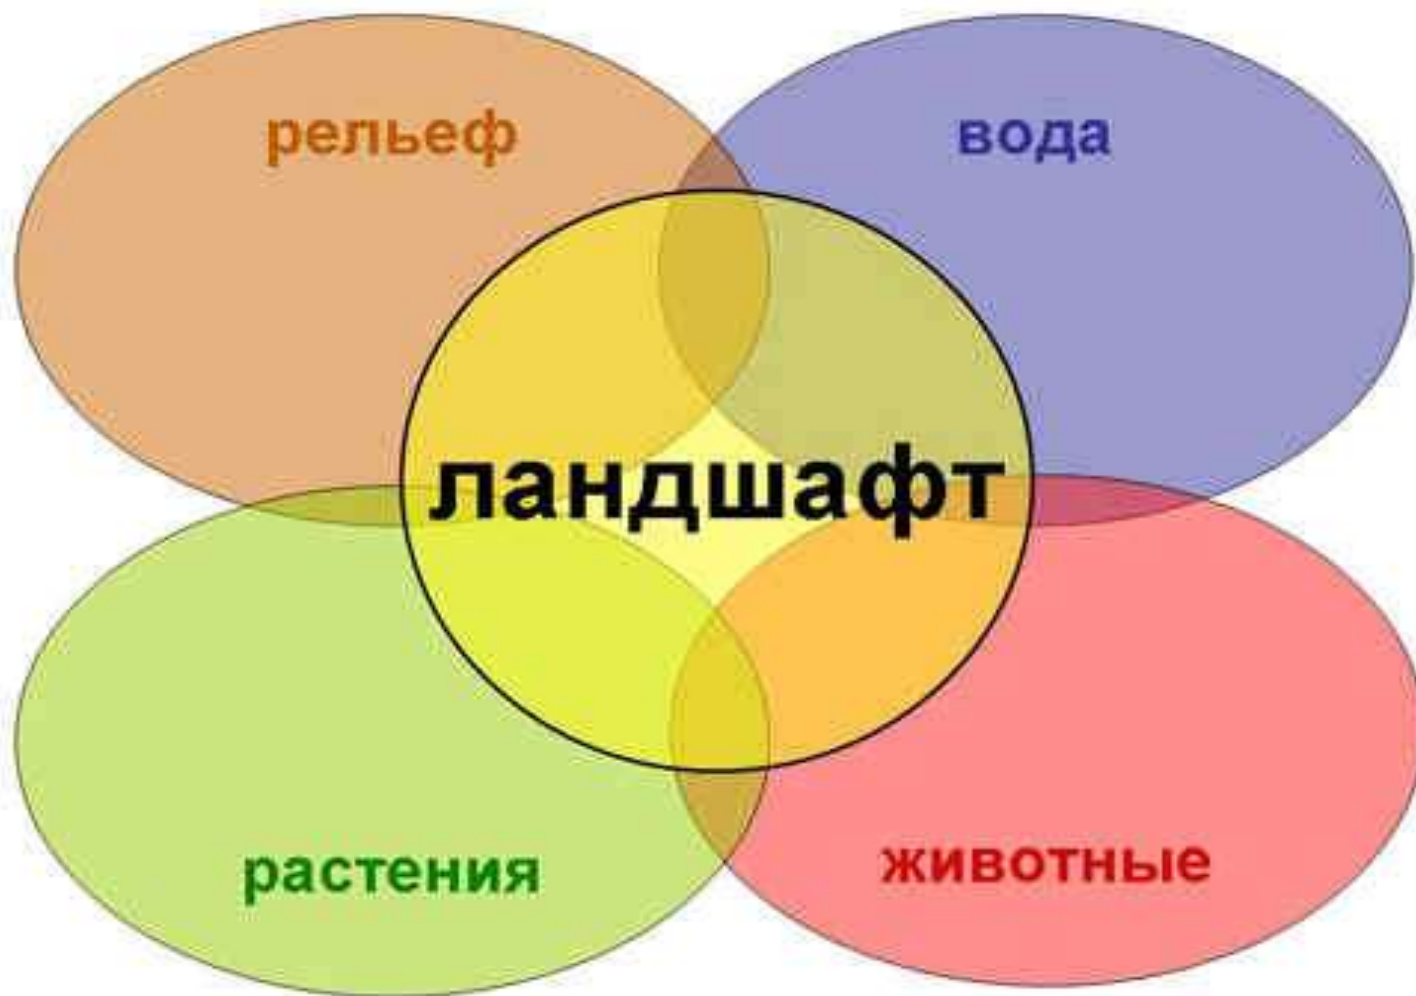 рельеф
вода
ландшафт
растения
животные